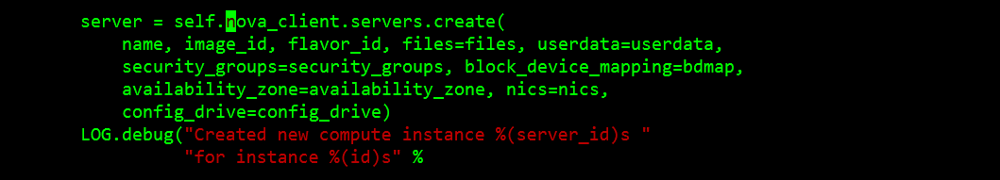 server = self.nova_client.servers.create(
name, image_id, flavor_id, files=files, userdata=userdata,
security_groups=security_groups, block_device_mapping=bdmap,
availability_zone=availability_zone, nics=nics,
config_drive=config_drive)
LOG.debug("Created new compute instance %(server_id)s "
"for instance %(id)s" %